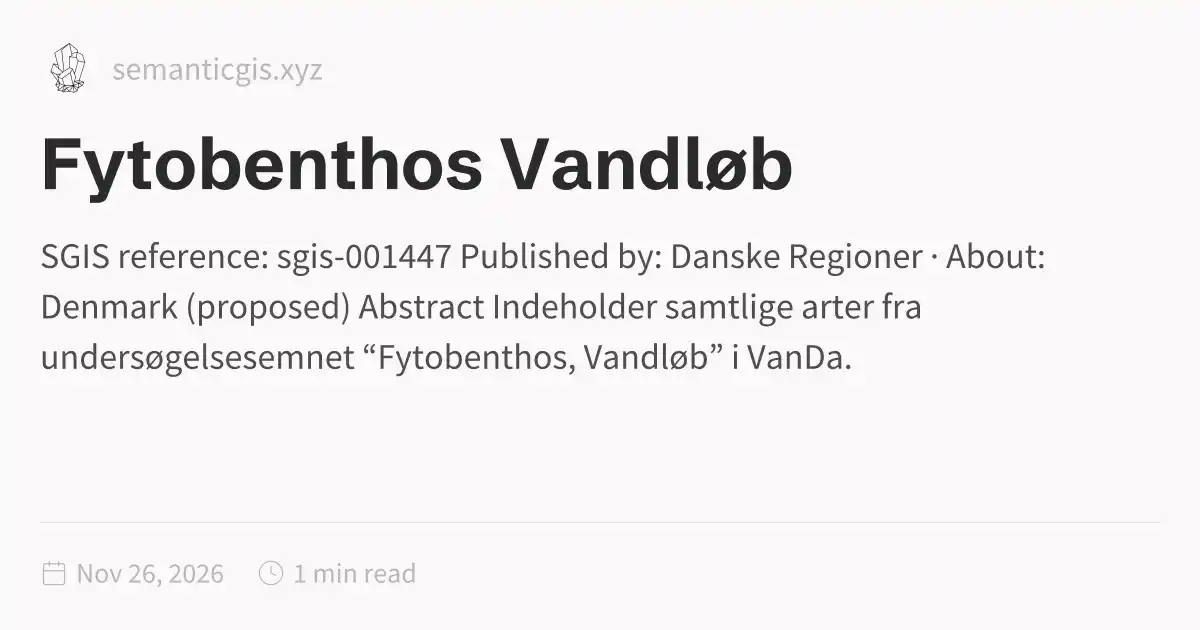 semanticgis.xyz
Fytobenthos Vandløb
SGIS reference: sgis-001447 Published by: Danske Regioner · About:
Denmark (proposed) Abstract Indeholder samtlige arter fra
undersøgelsesemnet “Fytobenthos, Vandløb” i VanDa.
Nov 26, 2026 1 min read